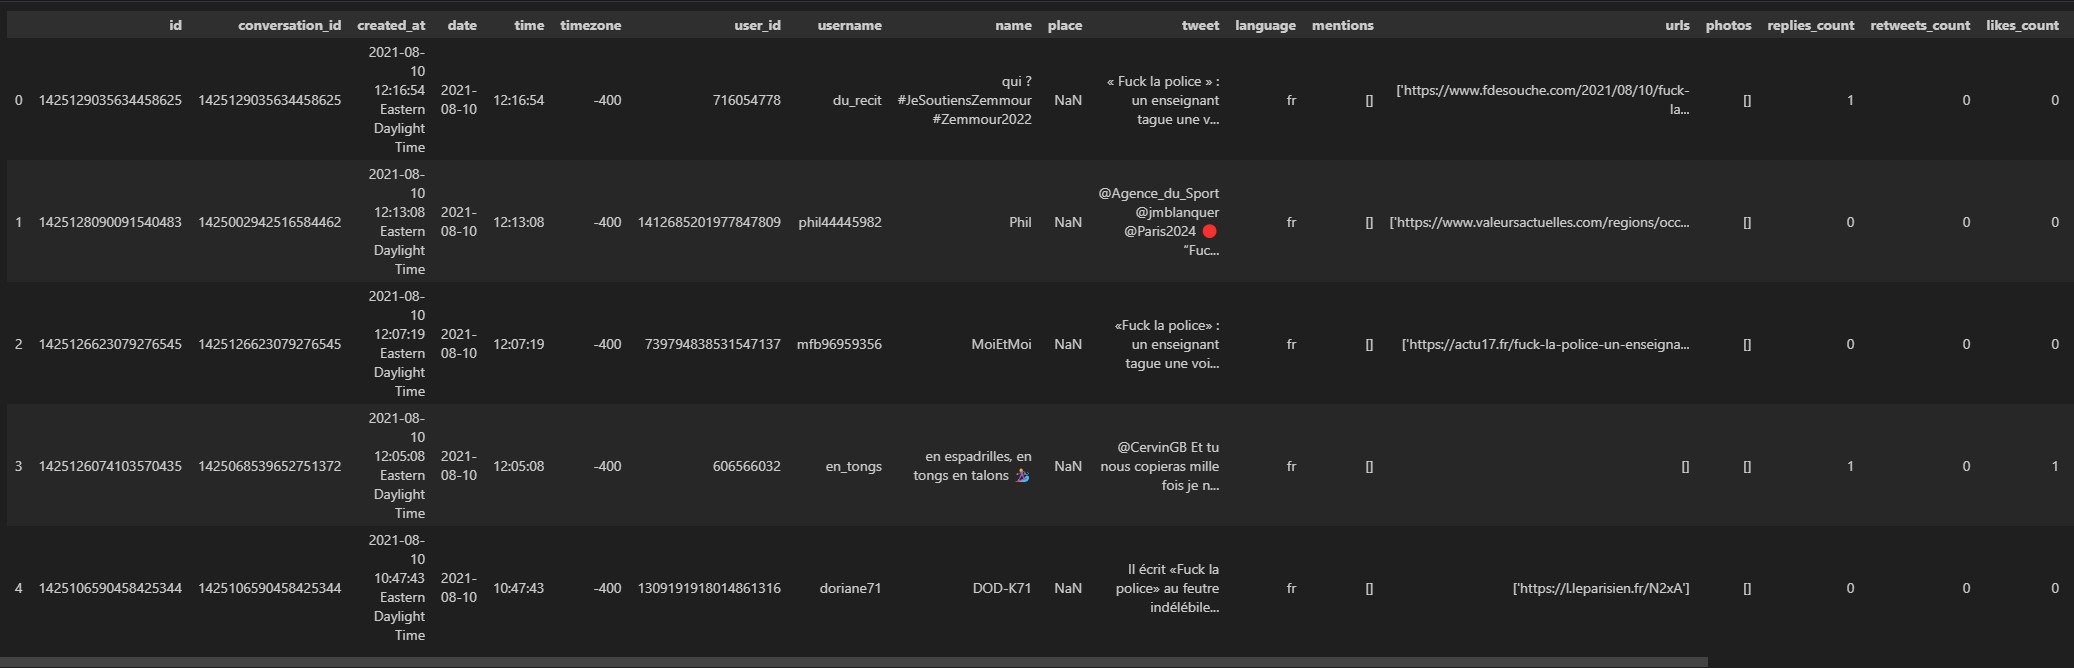 id conversation_id created_at date time timezone user_id username name place tweet language mentions urls photos replies_count retweets_count likes_count
0 1425129035634458625 1425129035634458625 2021-08-10 12:16:54 Eastern Daylight Time 2021-08-10 12:16:54 -400 716054778 du_recit qui ? #JeSoutiensZemmour #Zemmour2022 NaN « Fuck la police » : un enseignant tague une v... fr [] ['https://www.fdesouche.com/2021/08/10/fuck-la... [] 1 0 0
1 1425128090091540483 1425002942516584462 2021-08-10 12:13:08 Eastern Daylight Time 2021-08-10 12:13:08 -400 1412685201977847809 phil44445982 Phil NaN @Agence_du_Sport @jmblanquer @Paris2024 🔴 “Fuc... fr [] ['https://www.valeursactuelles.com/regions/occ... [] 0 0 0
2 1425126623079276545 1425126623079276545 2021-08-10 12:07:19 Eastern Daylight Time 2021-08-10 12:07:19 -400 739794838531547137 mfb96959356 MoiEtMoi NaN «Fuck la police» : un enseignant tague une voi... fr [] ['https://actu17.fr/fuck-la-police-un-enseigna... [] 0 0 0
3 1425126074103570435 1425068539652751372 2021-08-10 12:05:08 Eastern Daylight Time 2021-08-10 12:05:08 -400 606566032 en_tongs en espadrilles, en tongs en talons NaN @CervinGB Et tu nous copieras mille fois je n... fr [] [] [] 1 0 1
4 1425106590458425344 1425106590458425344 2021-08-10 10:47:43 Eastern Daylight Time 2021-08-10 10:47:43 -400 1309191918014861316 doriane71 DOD-K71 NaN Il écrit «Fuck la police» au feutre indélébile... fr [] ['https://l.leparisien.fr/N2xA'] [] 0 0 0